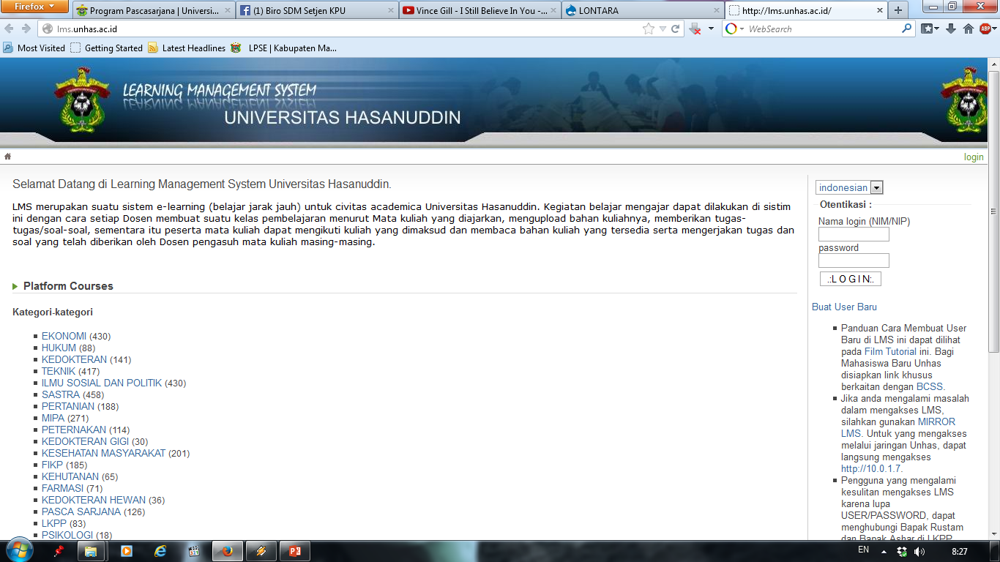 Firefox
Program Pascasarjana | Universi...
(1) Biro SDM Setjen KPU
Vince Gill - I Still Believe In You -...
LONTARA
http://lms.unhas.ac.id/
lms.unhas.ac.id
WebSearch
ABP
Most Visited
Getting Started
Latest Headlines
LPSE | Kabupaten Ma...
LEARNING MANAGEMENT SYSTEM
UNIVERSITAS HASANUDDIN
login
Selamat Datang di Learning Management System Universitas Hasanuddin.
LMS merupakan suatu sistem e-learning (belajar jarak jauh) untuk civitas academica Universitas Hasanuddin. Kegiatan belajar mengajar dapat dilakukan di sistim
ini dengan cara setiap Dosen membuat suatu kelas pembelajaran menurut Mata kuliah yang diajarkan, mengupload bahan kuliahnya, memberikan tugas-
tugas/soal-soal, sementara itu peserta mata kuliah dapat mengikuti kuliah yang dimaksud dan membaca bahan kuliah yang tersedia serta mengerjakan tugas dan
soal yang telah diberikan oleh Dosen pengasuh mata kuliah masing-masing.
Platform Courses
Kategori-kategori
EKONOMI (430)
HUKUM (88)
KEDOKTERAN (141)
TEKNIK (417)
ILMU SOSIAL DAN POLITIK (430)
SASTRA (458)
PERTANIAN (188)
MIPA (271)
PETERNAKAN (114)
KEDOKTERAN GIGI (30)
KESEHATAN MASYARAKAT (201)
FIKP (185)
KEHUTANAN (65)
FARMASI (71)
KEDOKTERAN HEWAN (36)
PASCA SARJANA (126)
LKPP (83)
PSIKOLOGI (18)
indonesian
Otentikasi :
Nama login (NIM/NIP)
password
.:L O G I N:.
Buat User Baru
Panduan Cara Membuat User
Baru di LMS ini dapat dilihat
pada Film Tutorial ini. Bagi
Mahasiswa Baru Unhas
disiapkan link khusus
berkaitan dengan BCSS.
Jika anda mengalami masalah
dalam mengakses LMS,
silahkan gunakan MIRROR
LMS. Untuk yang mengakses
melalui jaringan Unhas, dapat
langsung mengakses
http://10.0.1.7.
Pengguna yang mengalami
kesulitan mengakses LMS
karena lupa
USER/PASSWORD, dapat
menghubungi Bapak Rustam
dan Bapak Ashar di LKPP
EN
8:27